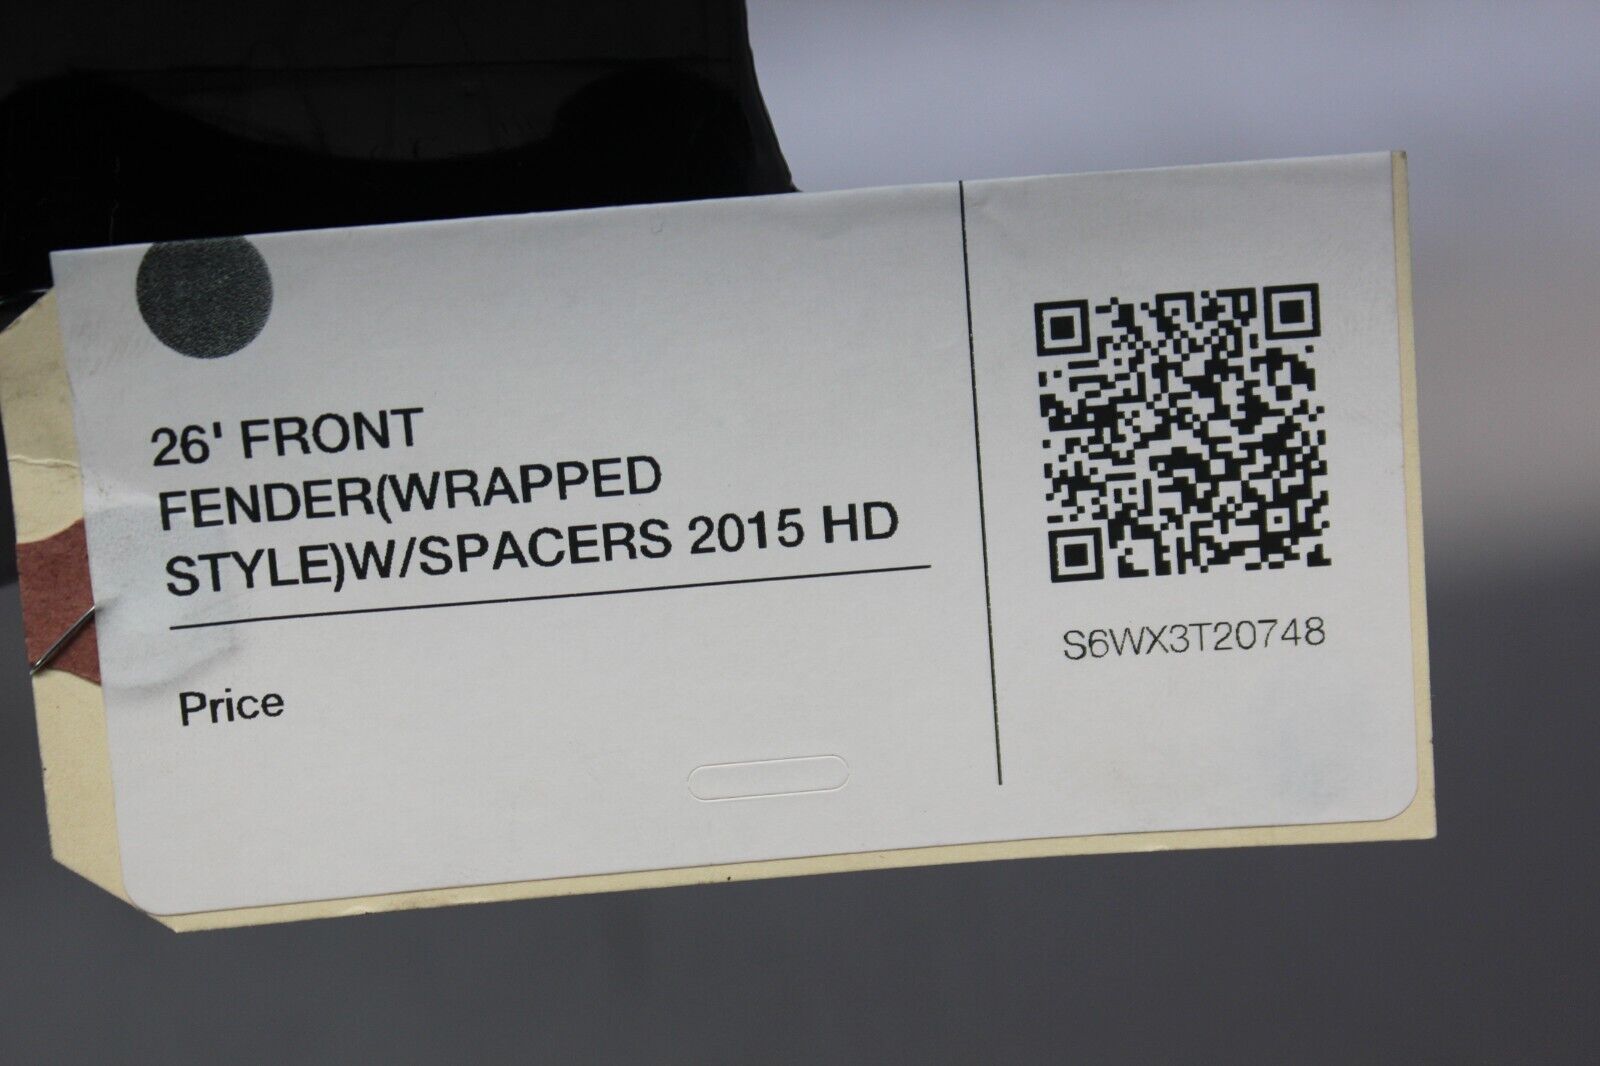 26' FRONT
FENDER(WRAPPED
STYLE)W/SPACERS 2015 HD
Price
S6WX3T20748